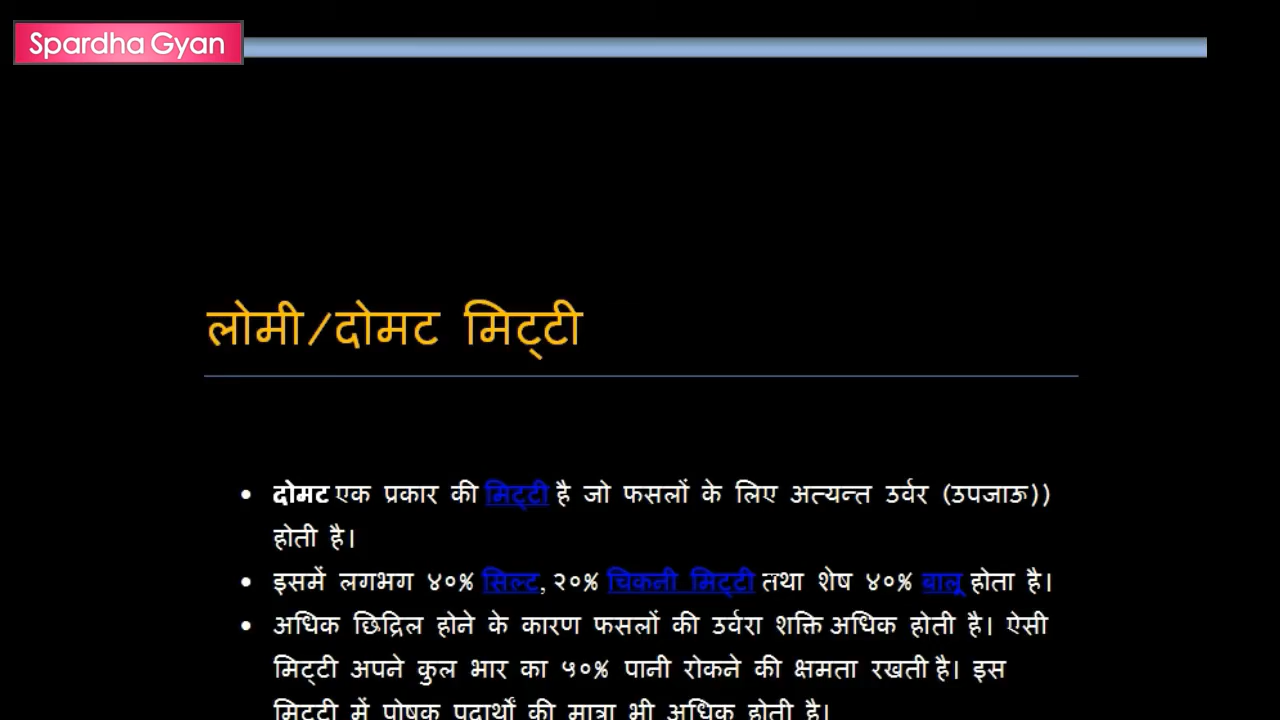 Spardha Gyan
लोमी/दोमट मिट्टी
• दोमट एक प्रकार की मिट्टी है जो फसलों के लिए अत्यन्त उर्वर (उपजाऊ))
होती है।
• इसमें लगभग ४०% सिल्ट, २०% चिकनी मिट्टी तथा शेष ४०% बालू होता है।
• अधिक छिद्रिल होने के कारण फसलों की उर्वरा शक्ति अधिक होती है। ऐसी
मिट्टी अपने कुल भार का ५०% पानी रोकने की क्षमता रखती है। इस
मिट्टी में पोषक पदार्थों की मात्रा भी अधिक होती है।